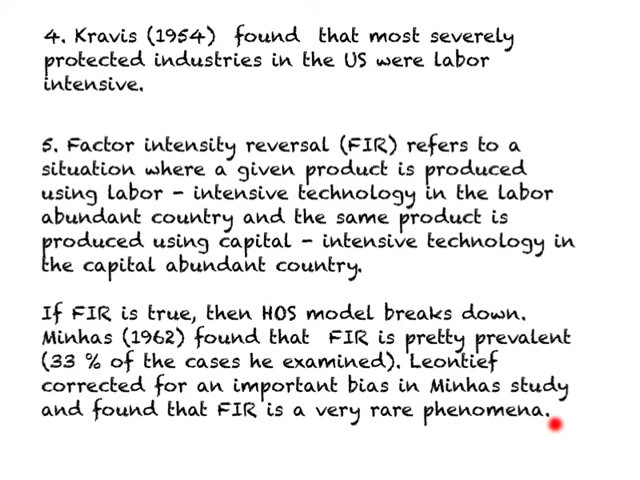 4. Kravis (1954) found that most severely
protected industries in the US were labor
intensive.
5. Factor intensity reversal (FIR) refers to a
situation where a given product is produced
using labor - intensive technology in the labor
abundant country and the same product is
produced using capital - intensive technology in
the capital abundant country.
If FIR is true, then HOS model breaks down.
Minhas (1962) found that FIR is pretty prevalent
(33 % of the cases he examined). Leontief
corrected for an important bias in Minhas study
and found that FIR is a very rare phenomena.